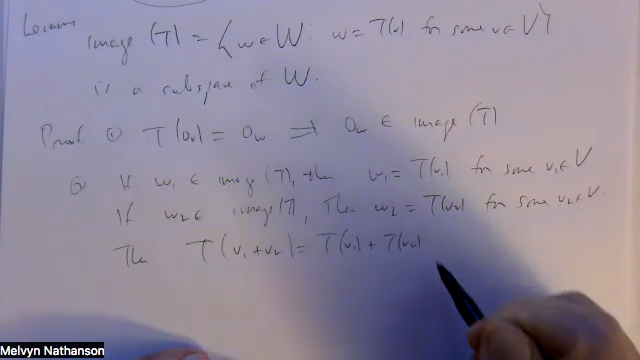 Lemma
image (T) = { w ∈ W : w = T(v) for some v ∈ V }
is a subspace of W.
Proof. ① T(0v) = 0w ⇒ 0w ∈ image (T).
② If w1 ∈ image (T), then w1 = T(v1) for some v1 ∈ V
If w2 ∈ image (T), then w2 = T(v2) for some v2 ∈ V.
Then T(v1+v2) = T(v1) + T(v2)
Melvyn Nathanson